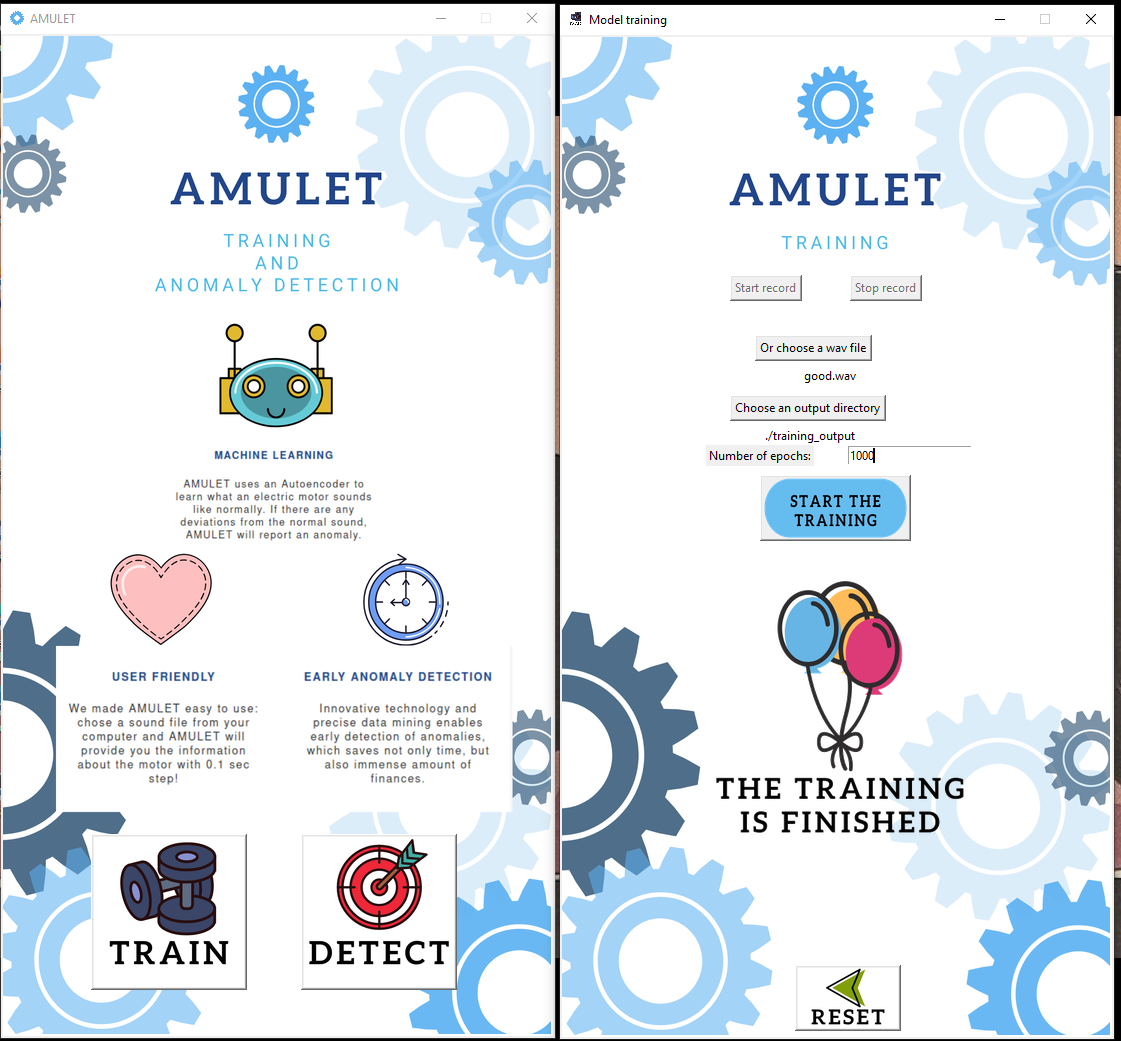 AMULET
AMULET
TRAINING
AND
ANOMALY DETECTION
MACHINE LEARNING
AMULET uses an Autoencoder to
learn what an electric motor sounds
like normally. If there are any
deviations from the normal sound,
AMULET will report an anomaly.
USER FRIENDLY
We made AMULET easy to use:
chose a sound file from your
computer and AMULET will
provide you the information
about the motor with 0.1 sec
step!
EARLY ANOMALY DETECTION
Innovative technology and
precise data mining enables
early detection of anomalies,
which saves not only time, but
also immense amount of
finances.
TRAIN
DETECT
Model training
AMULET
TRAINING
Start record
Stop record
Or choose a wav file
good.wav
Choose an output directory
./training_output
Number of epochs: 1000
START THE
TRAINING
THE TRAINING
IS FINISHED
RESET